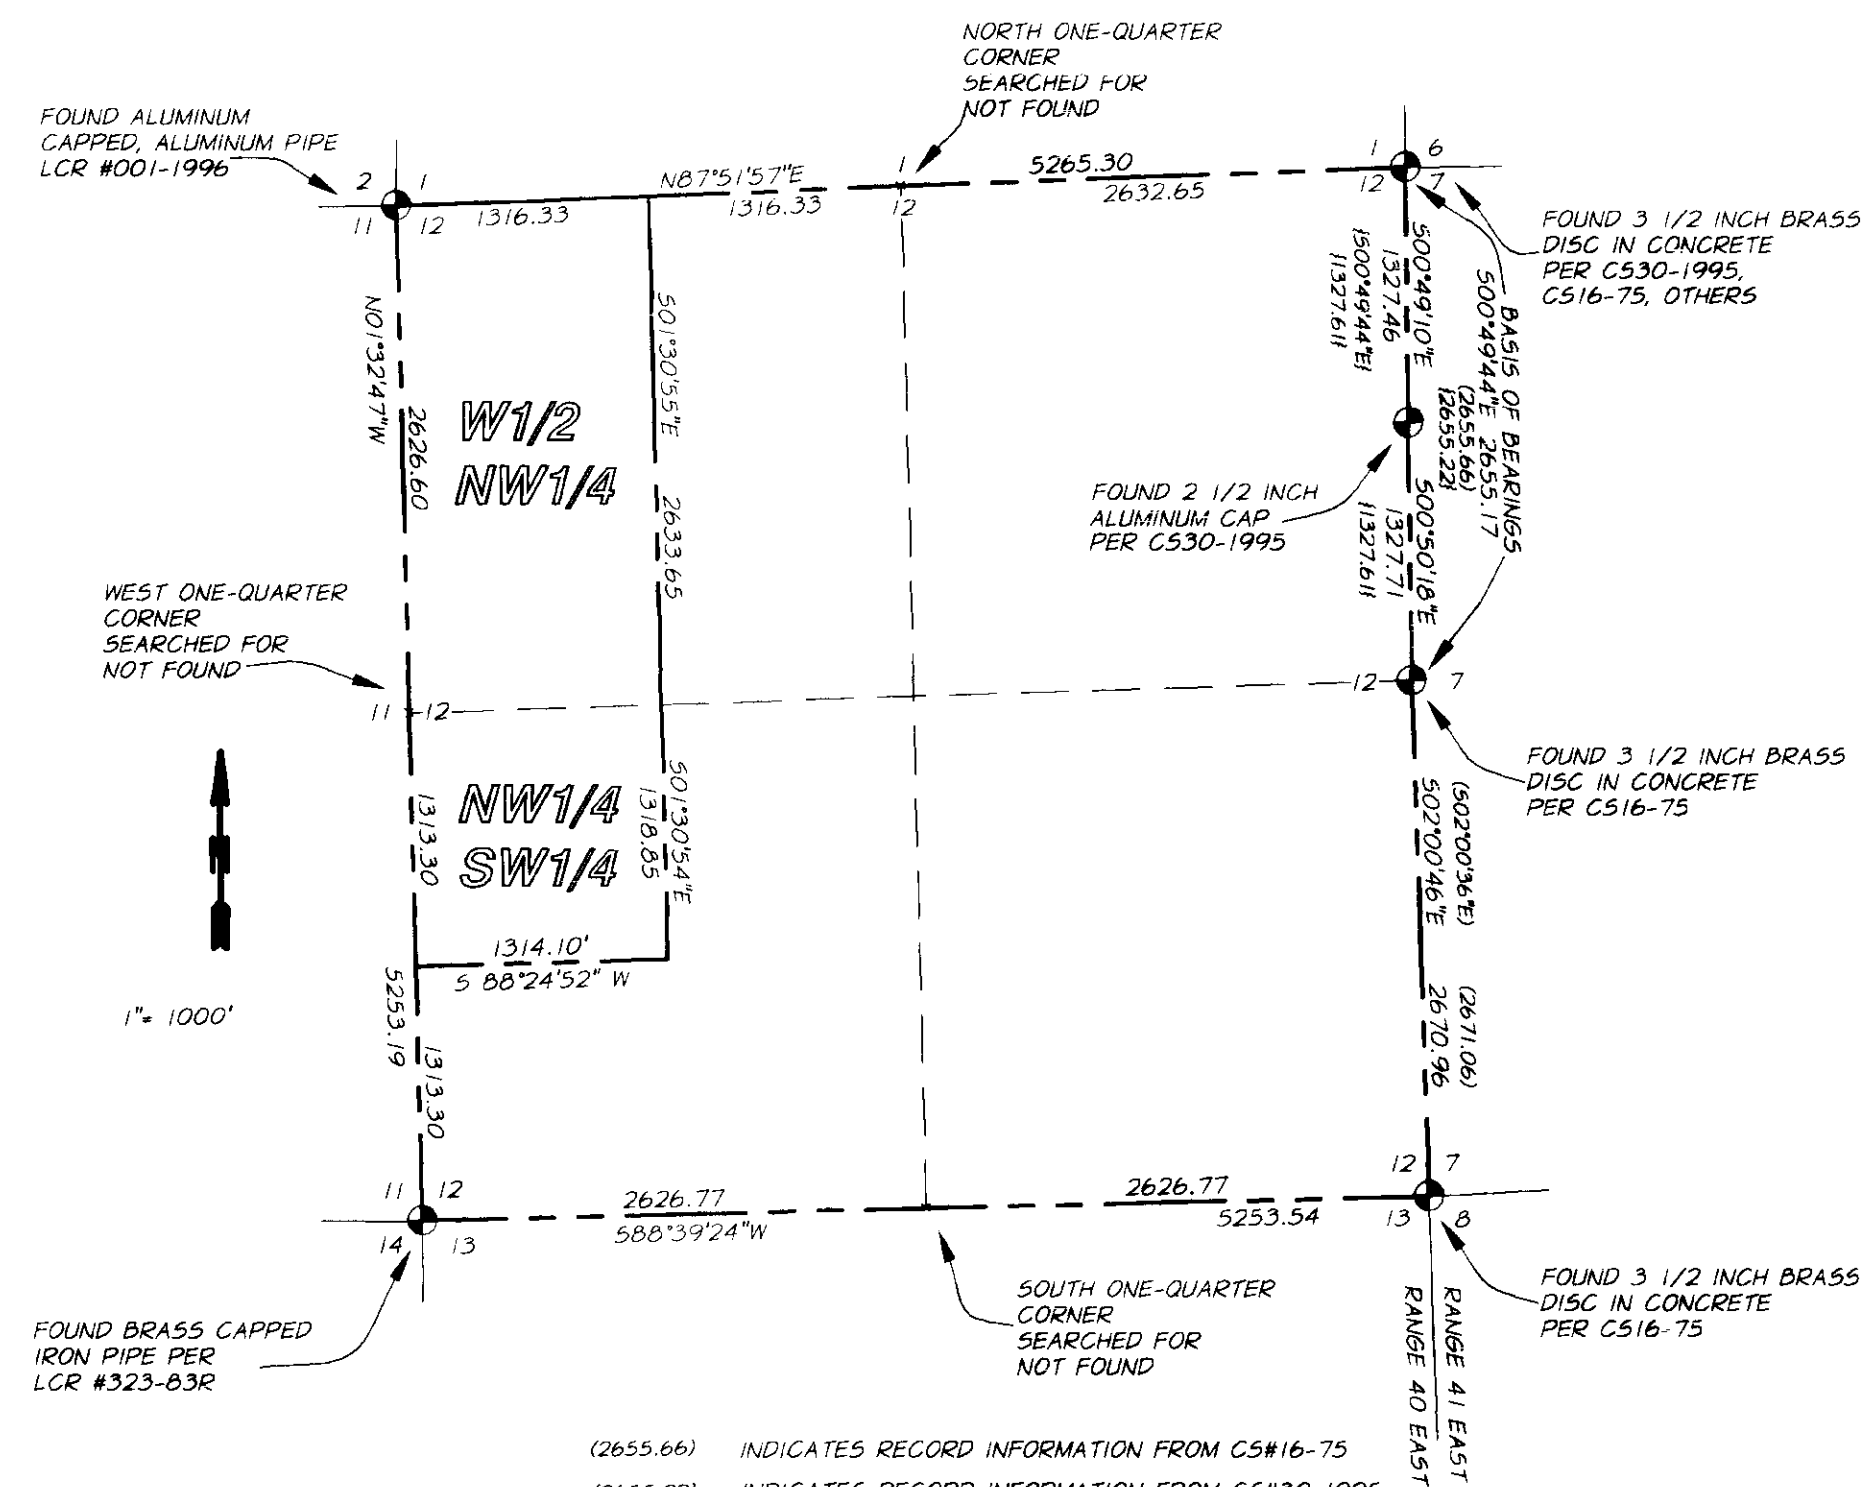 NORTH ONE-QUARTER
CORNER
SEARCHED FOR
NOT FOUND
FOUND ALUMINUM
CAPPED, ALUMINUM PIPE
LCR #001-1996
2 1
11 12
1316.33
N87°51'57"E
1316.33
1
12
5265.30
2632.65
1 6
12 7
FOUND 3 1/2 INCH BRASS
DISC IN CONCRETE
PER CS30-1995,
CS16-75, OTHERS
S00°49'10"E
1327.46
{S00°49'44"E}
{1327.61}
BASIS OF BEARINGS
S00°49'44"E 2655.17
(2655.66)
{2655.22}
N01°32'47"W
2626.60
W1/2
NW1/4
S01°30'55"E
2633.65
FOUND 2 1/2 INCH
ALUMINUM CAP
PER CS30-1995
S00°50'18"E
1327.71
{1327.61}
WEST ONE-QUARTER
CORNER
SEARCHED FOR
NOT FOUND
11 12
12 7
FOUND 3 1/2 INCH BRASS
DISC IN CONCRETE
PER CS16-75
1313.30
NW1/4
SW1/4
S01°30'54"E
1318.85
(S02°00'36"E)
S02°00'46"E
1314.10'
S 88°24'52" W
(2671.06)
2670.96
1"= 1000'
5253.19
1313.30
11 12
14 13
2626.77
S88°39'24"W
2626.77
5253.54
12 7
13 8
FOUND BRASS CAPPED
IRON PIPE PER
LCR #323-83R
SOUTH ONE-QUARTER
CORNER
SEARCHED FOR
NOT FOUND
FOUND 3 1/2 INCH BRASS
DISC IN CONCRETE
PER CS16-75
RANGE 41 EAST
RANGE 40 EAST
(2655.66) INDICATES RECORD INFORMATION FROM CS#16-75
INDICATES RECORD INFORMATION FROM CS#30-1995